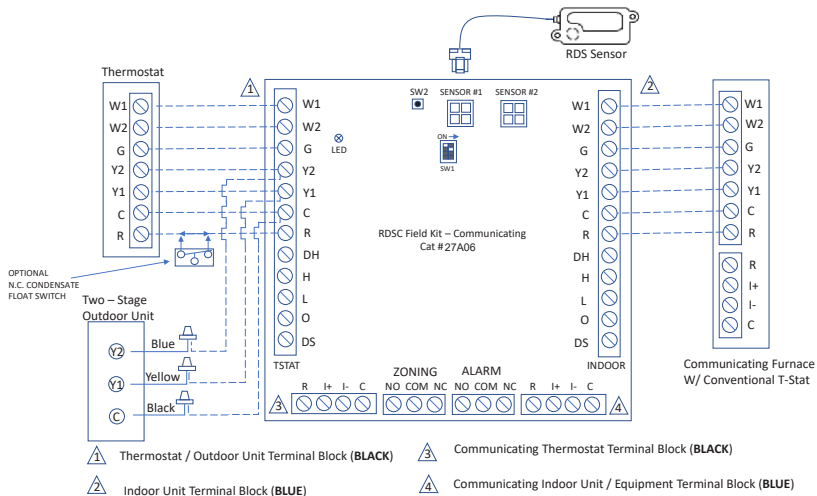 RDS Sensor
Thermostat
1
2
SW2 SENSOR #1 SENSOR #2
W1 W1 W1 W1
W2 W2 W2 W2
G G G G
LED
ON
SW1
Y2 Y2 Y2 Y2
Y1 Y1 Y1 Y1
C C C C
R R R R
RDSC Field Kit – Communicating
Cat #27A06
DH DH
H H
L L
O O
DS DS
R
I+
I-
C
OPTIONAL
N.C. CONDENSATE
FLOAT SWITCH
Two – Stage
Outdoor Unit
Y2 Blue
Y1 Yellow
C Black
TSTAT ZONING ALARM INDOOR
R I+ I- C NO COM NC NO COM NC R I+ I- C
3
4
Communicating Furnace
W/ Conventional T-Stat
1 Thermostat / Outdoor Unit Terminal Block (BLACK)
2 Indoor Unit Terminal Block (BLUE)
3 Communicating Thermostat Terminal Block (BLACK)
4 Communicating Indoor Unit / Equipment Terminal Block (BLUE)